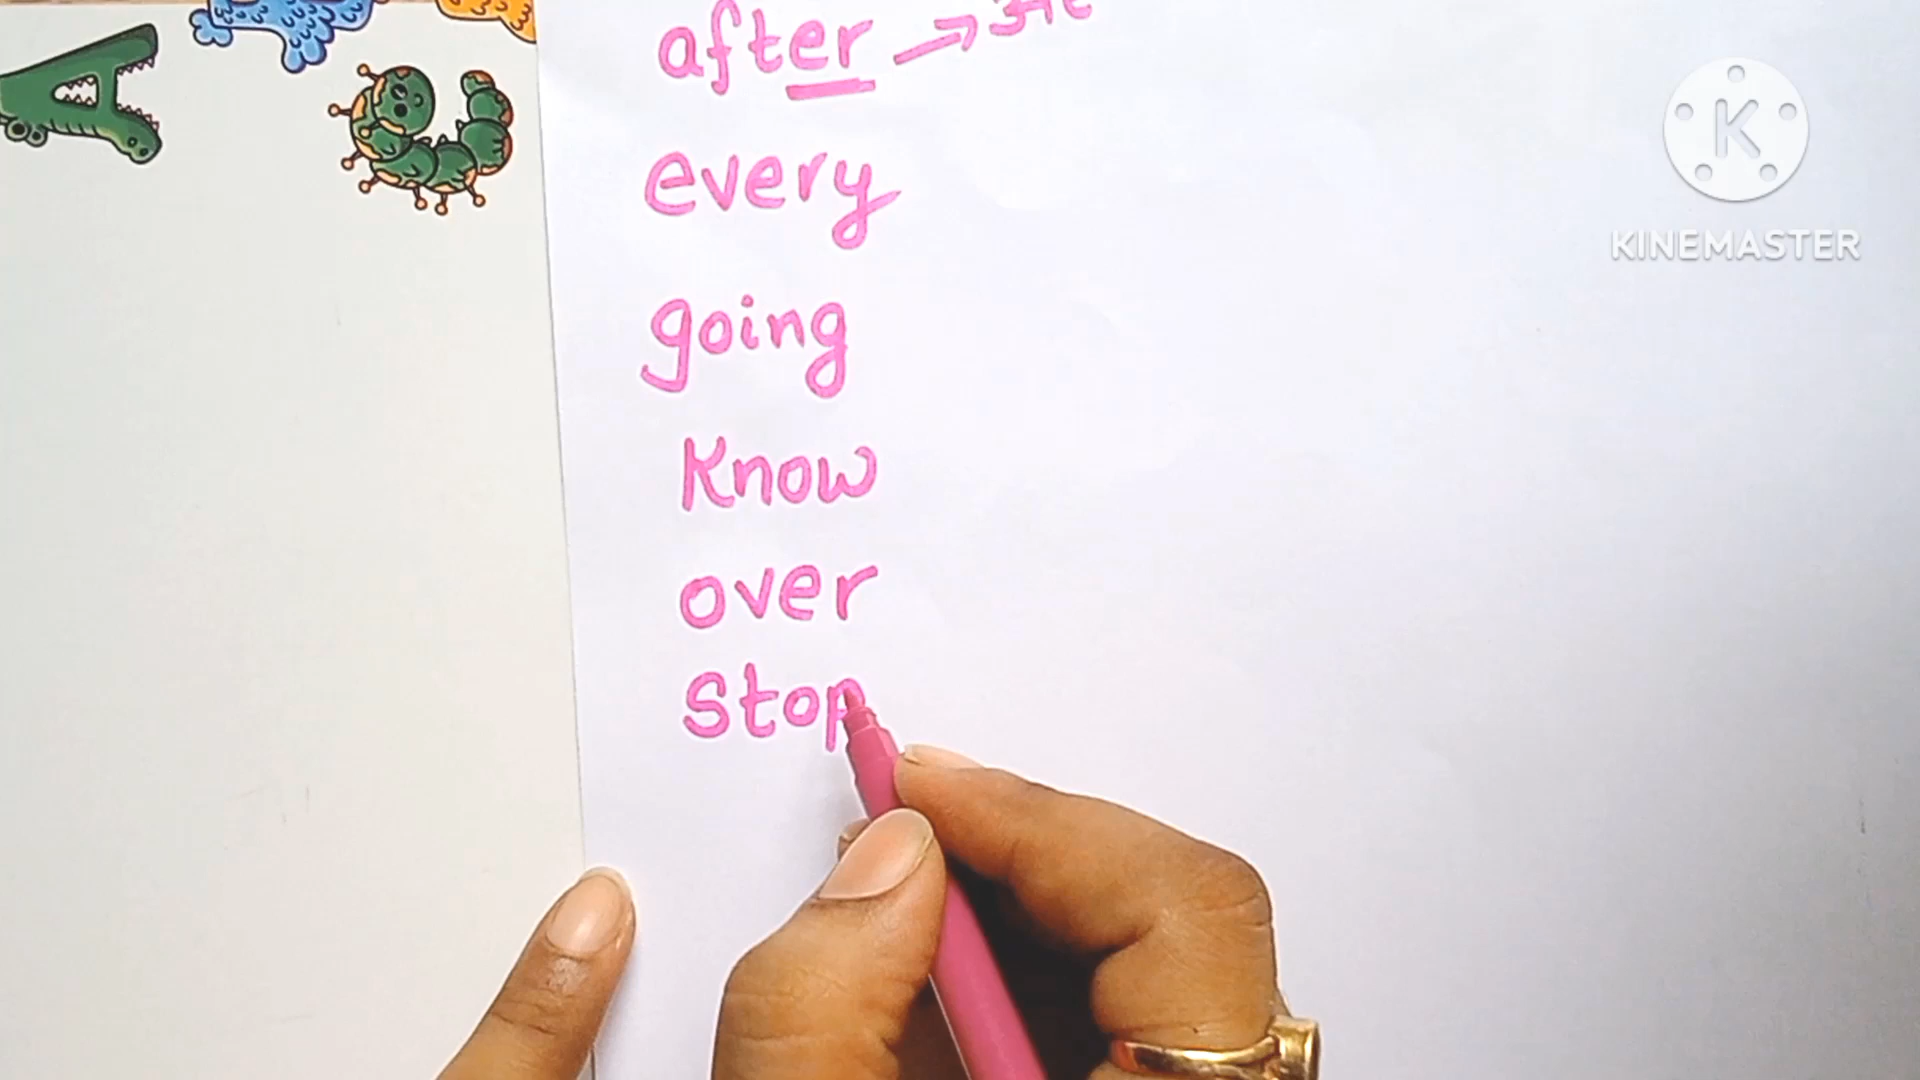 after →
every
going
Know
over
Stop
K
KINEMASTER